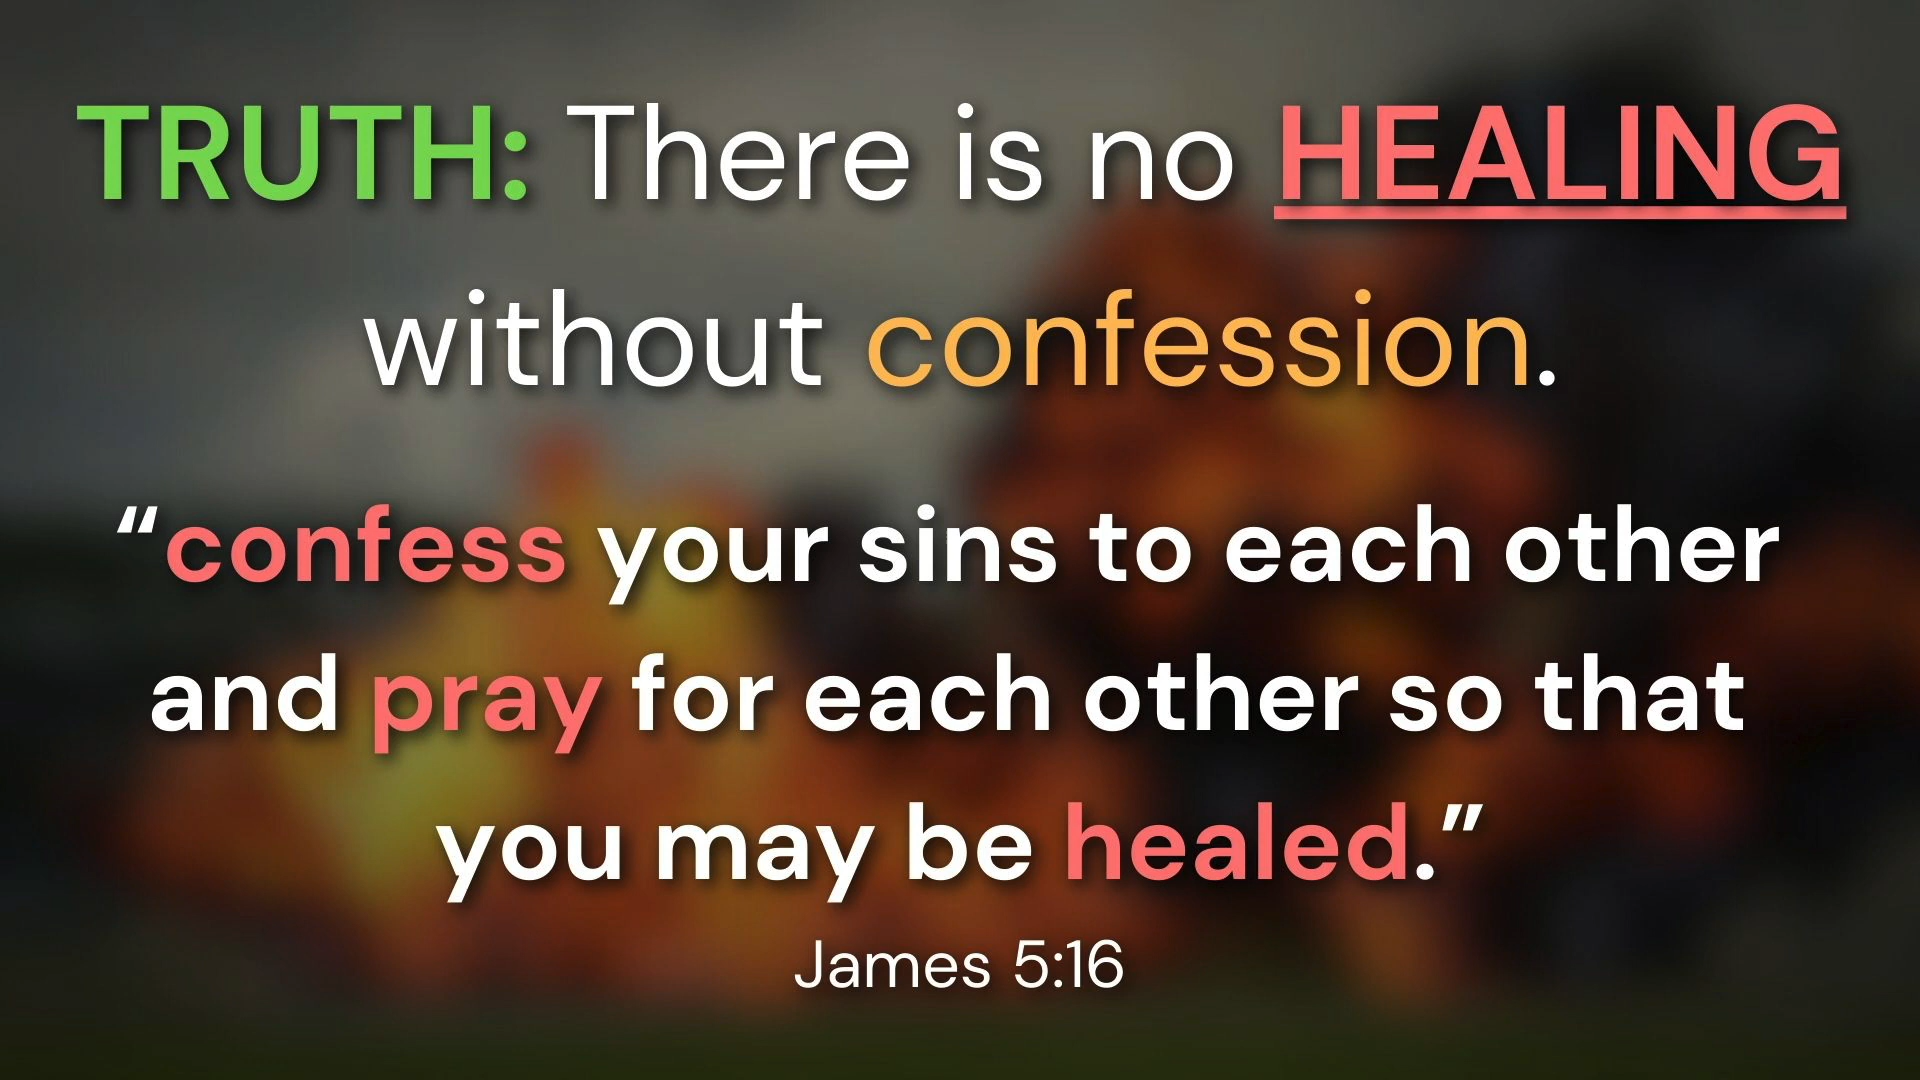 TRUTH: There is no HEALING
without confession.
“confess your sins to each other
and pray for each other so that
you may be healed.”
James 5:16